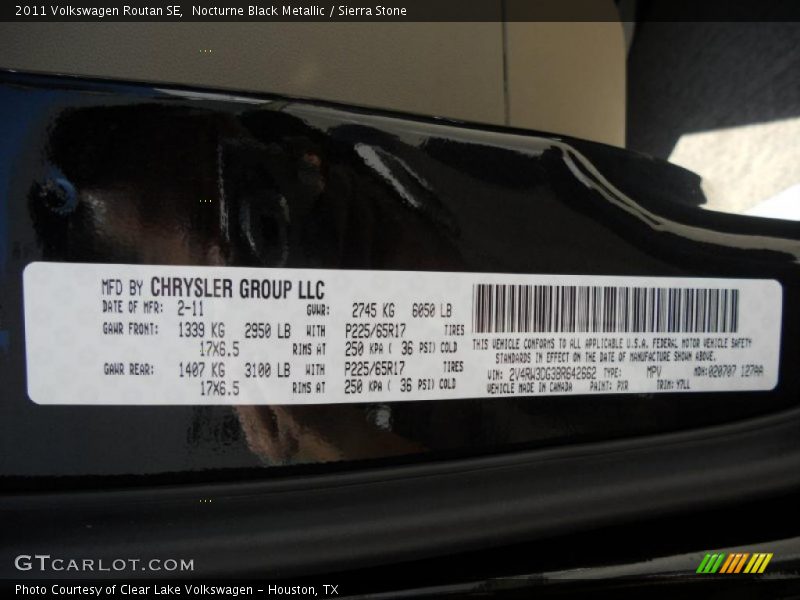 2011 Volkswagen Routan SE,  Nocturne Black Metallic / Sierra Stone
MFD BY CHRYSLER GROUP LLC
DATE OF MFR: 2-11 GVWR: 2745 KG 6050 LB
GAWR FRONT: 1339 KG 2950 LB WITH P225/65R17 TIRES
17X6.5 RIMS AT 250 KPA ( 36 PSI) COLD
GAWR REAR: 1407 KG 3100 LB WITH P225/65R17 TIRES
17X6.5 RIMS AT 250 KPA ( 36 PSI) COLD
THIS VEHICLE CONFORMS TO ALL APPLICABLE U.S.A. FEDERAL MOTOR VEHICLE SAFETY
STANDARDS IN EFFECT ON THE DATE OF MANUFACTURE SHOWN ABOVE.
VIN: 2V4RW3DG3BR642662 TYPE: MPV MDH:020707 127AA
VEHICLE MADE IN CANADA PAINT: PXR TRIM: Y7LL
GTCARLOT.COM
Photo Courtesy of Clear Lake Volkswagen - Houston, TX